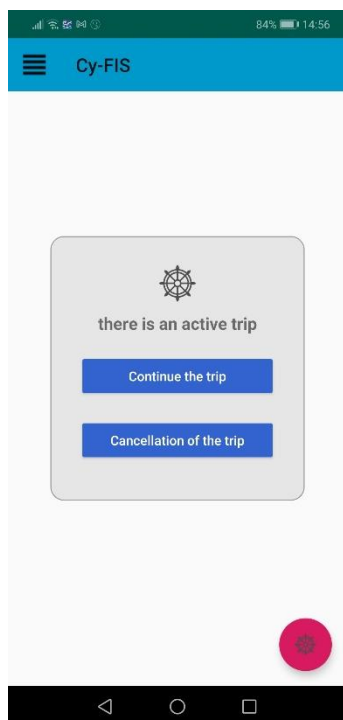 84% 14:56
Cy-FIS
there is an active trip
Continue the trip
Cancellation of the trip